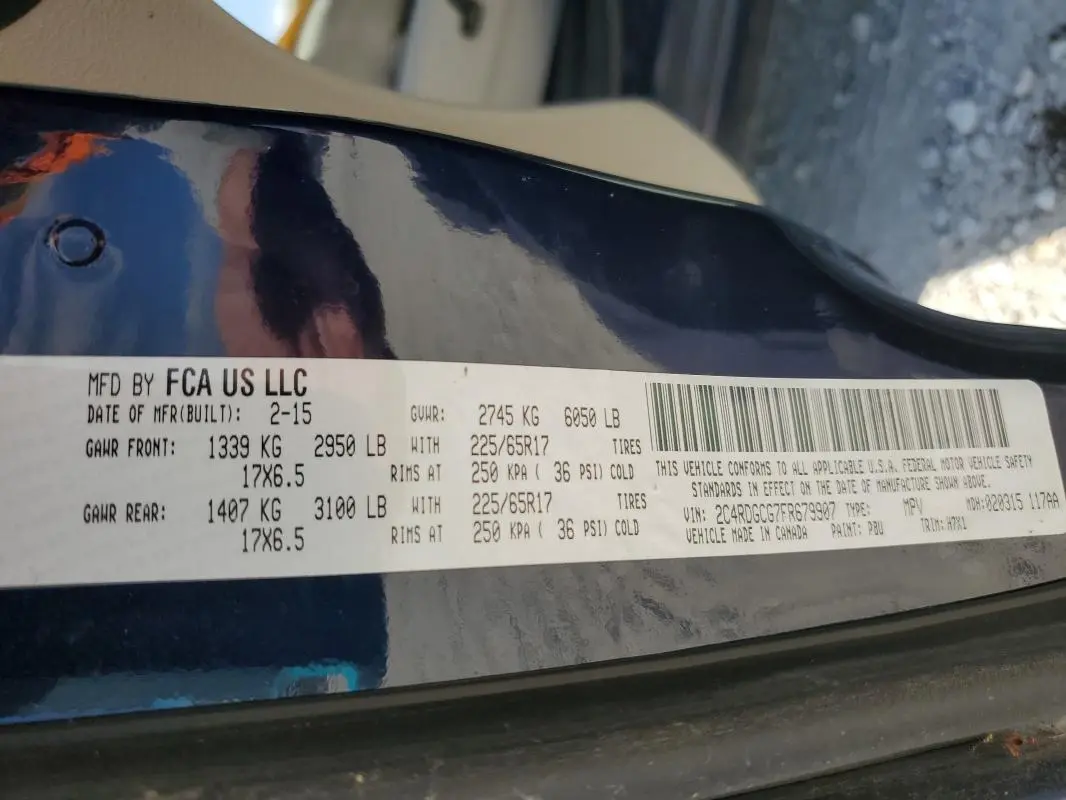 MFD BY FCA US LLC
DATE OF MFR(BUILT): 2-15 GVWR: 2745 KG 6050 LB
GAWR FRONT: 1339 KG 2950 LB WITH 225/65R17 TIRES
17X6.5 RIMS AT 250 KPA ( 36 PSI) COLD
GAWR REAR: 1407 KG 3100 LB WITH 225/65R17 TIRES
17X6.5 RIMS AT 250 KPA ( 36 PSI) COLD
THIS VEHICLE CONFORMS TO ALL APPLICABLE U.S.A. FEDERAL MOTOR VEHICLE SAFETY
STANDARDS IN EFFECT ON THE DATE OF MANUFACTURE SHOWN ABOVE.
VIN: 2C4RDGCG7FR679907 TYPE: MPV MDH:020315 117AA
VEHICLE MADE IN CANADA PAINT: PBU TRIM: